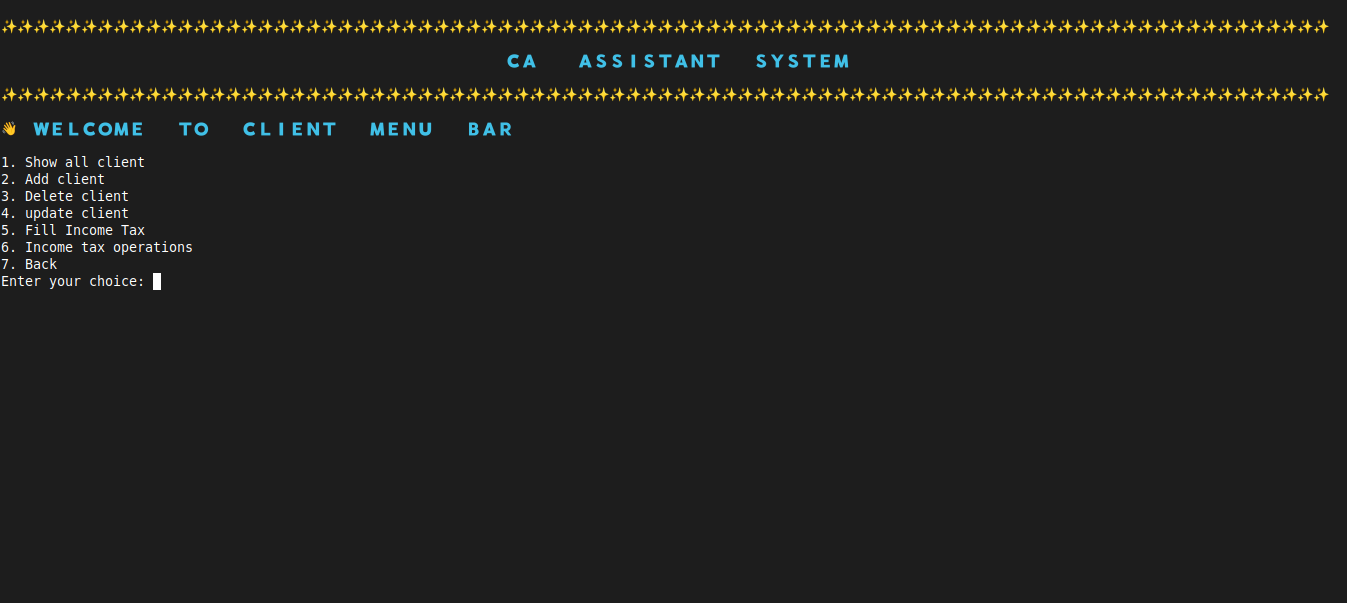 CA ASSISTANT SYSTEM
WELCOME TO CLIENT MENU BAR
1. Show all client
2. Add client
3. Delete client
4. update client
5. Fill Income Tax
6. Income tax operations
7. Back
Enter your choice: